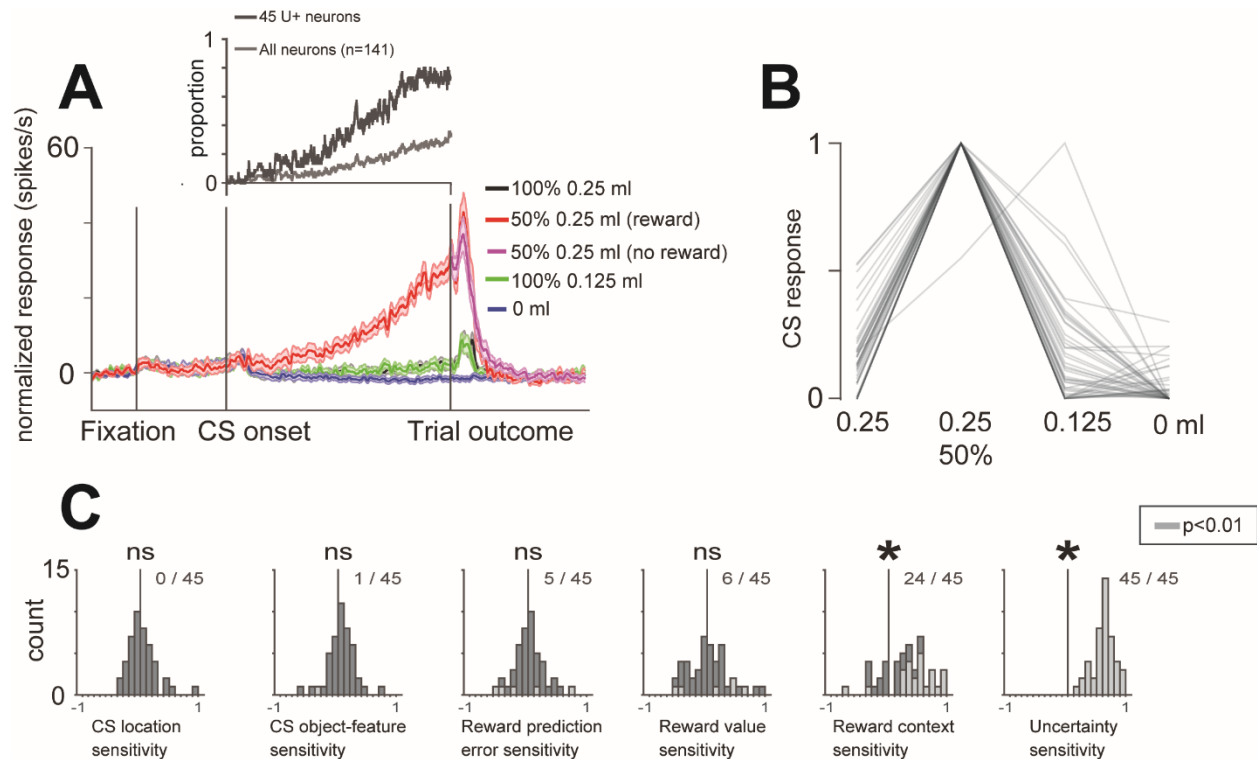 45 U+ neurons
All neurons (n=141)
A
1
0
proportion
normalized response (spikes/s)
60
0
100% 0.25 ml
50% 0.25 ml (reward)
50% 0.25 ml (no reward)
100% 0.125 ml
0 ml
Fixation
CS onset
Trial outcome
B
CS response
1
0
0.25
0.25
0.125
0 ml
50%
C
p<0.01
count
15
0
ns
0 / 45
-1
1
CS location
sensitivity
ns
1 / 45
-1
1
CS object-feature
sensitivity
ns
5 / 45
-1
1
Reward prediction
error sensitivity
ns
6 / 45
-1
1
Reward value
sensitivity
*
24 / 45
-1
1
Reward context
sensitivity
*
45 / 45
-1
1
Uncertainty
sensitivity